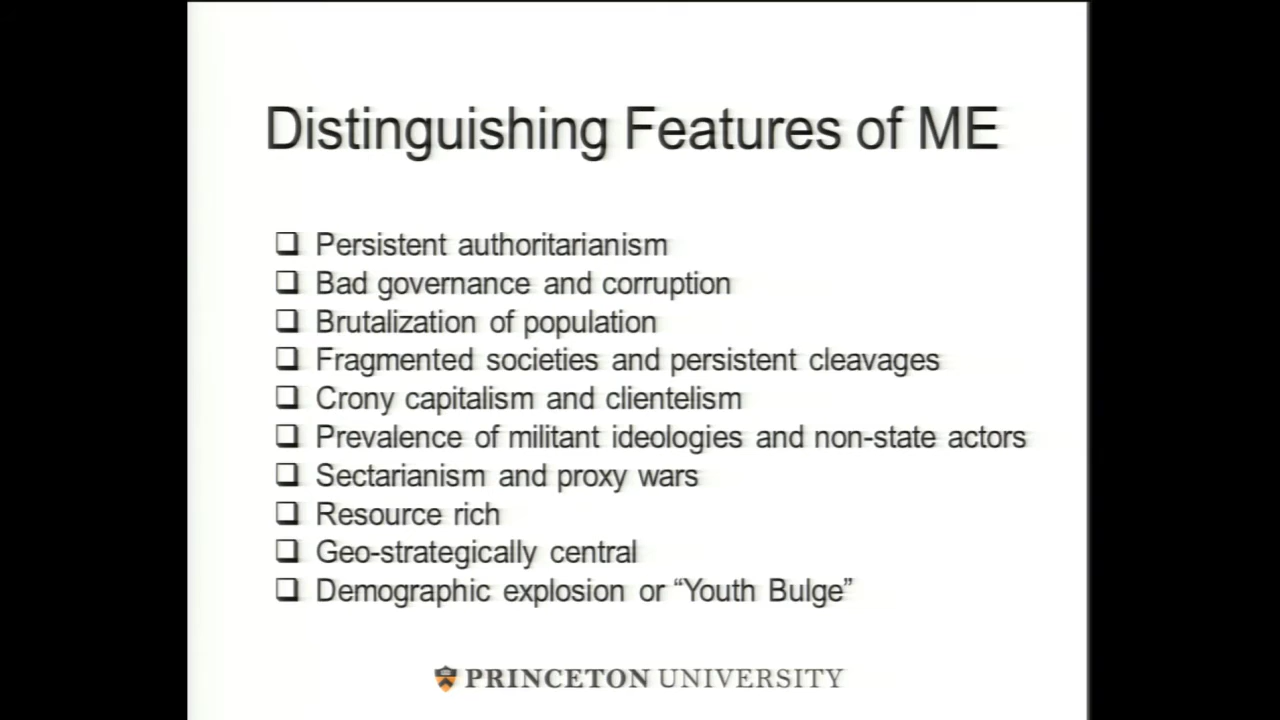 Distinguishing Features of ME
❑ Persistent authoritarianism
❑ Bad governance and corruption
❑ Brutalization of population
❑ Fragmented societies and persistent cleavages
❑ Crony capitalism and clientelism
❑ Prevalence of militant ideologies and non-state actors
❑ Sectarianism and proxy wars
❑ Resource rich
❑ Geo-strategically central
❑ Demographic explosion or “Youth Bulge”
PRINCETON UNIVERSITY